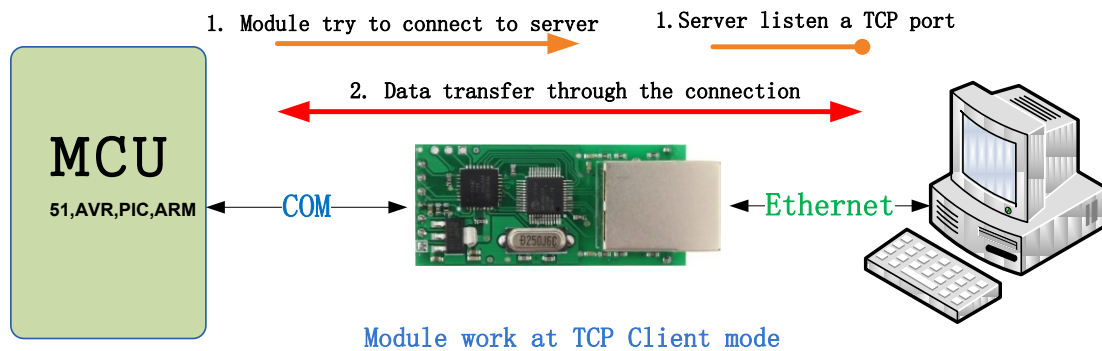 1. Module try to connect to server
1.Server listen a TCP port
2. Data transfer through the connection
MCU
51,AVR,PIC,ARM
COM
Ethernet
Ð250J6C
Module work at TCP Client mode